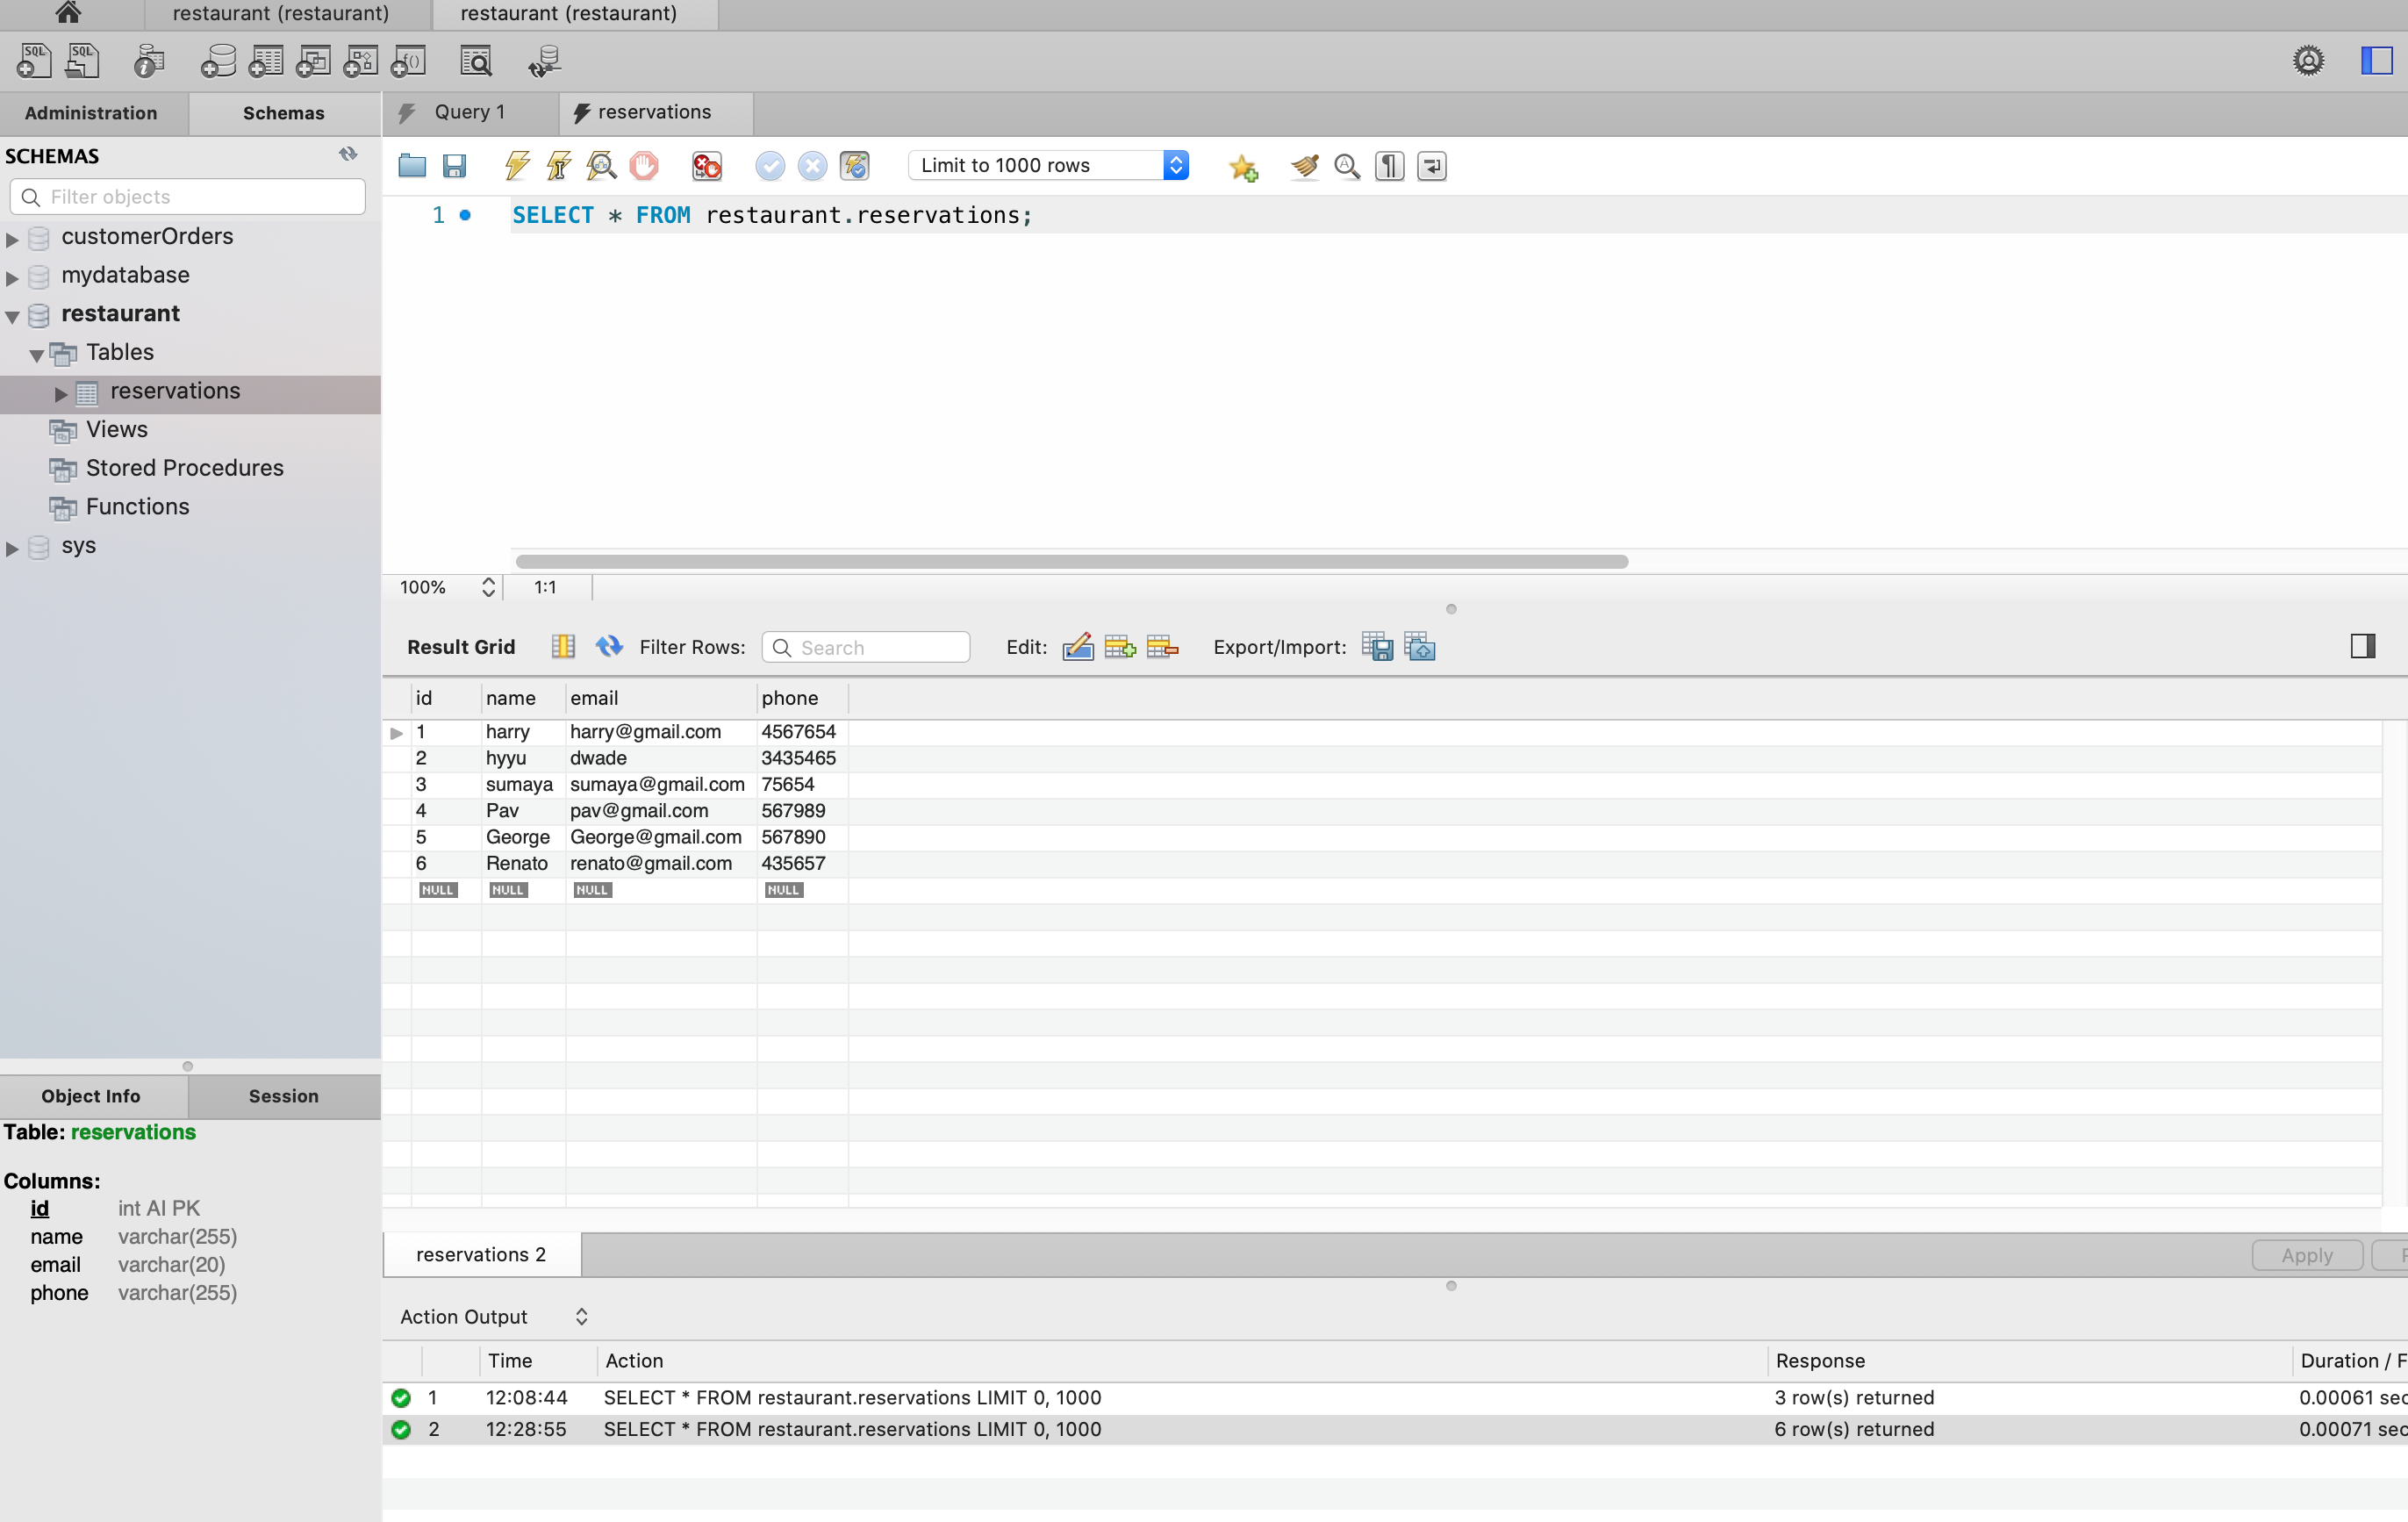 restaurant (restaurant)
restaurant (restaurant)
SQL
SQL
Administration
Schemas
Query 1
reservations
SCHEMAS
Filter objects
Limit to 1000 rows
customerOrders
mydatabase
restaurant
Tables
reservations
Views
Stored Procedures
Functions
sys
1
SELECT * FROM restaurant.reservations;
100%
1:1
Result Grid
Filter Rows:
Search
Edit:
Export/Import:
id name email phone
1 harry harry@gmail.com 4567654
2 hyyu dwade 3435465
3 sumaya sumaya@gmail.com 75654
4 Pav pav@gmail.com 567989
5 George George@gmail.com 567890
6 Renato renato@gmail.com 435657
NULL NULL NULL NULL
Object Info
Session
Table: reservations
Columns:
id int AI PK
name varchar(255)
email varchar(20)
phone varchar(255)
reservations 2
Apply
Action Output
Time Action Response Duration / F
1 12:08:44 SELECT * FROM restaurant.reservations LIMIT 0, 1000 3 row(s) returned 0.00061 sec
2 12:28:55 SELECT * FROM restaurant.reservations LIMIT 0, 1000 6 row(s) returned 0.00071 sec